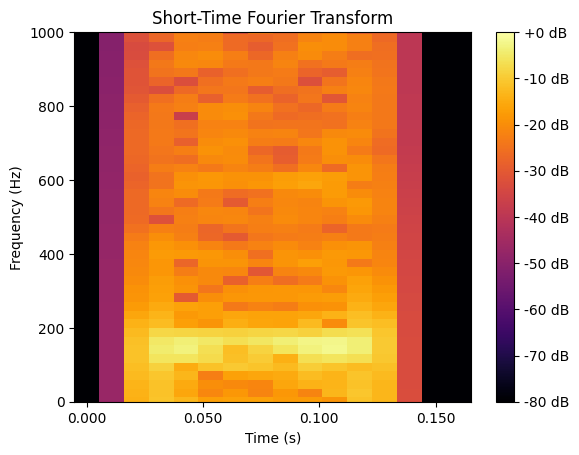 Short-Time Fourier Transform
1000
800
600
400
200
0
Frequency (Hz)
0.000
0.050
0.100
0.150
Time (s)
+0 dB
-10 dB
-20 dB
-30 dB
-40 dB
-50 dB
-60 dB
-70 dB
-80 dB